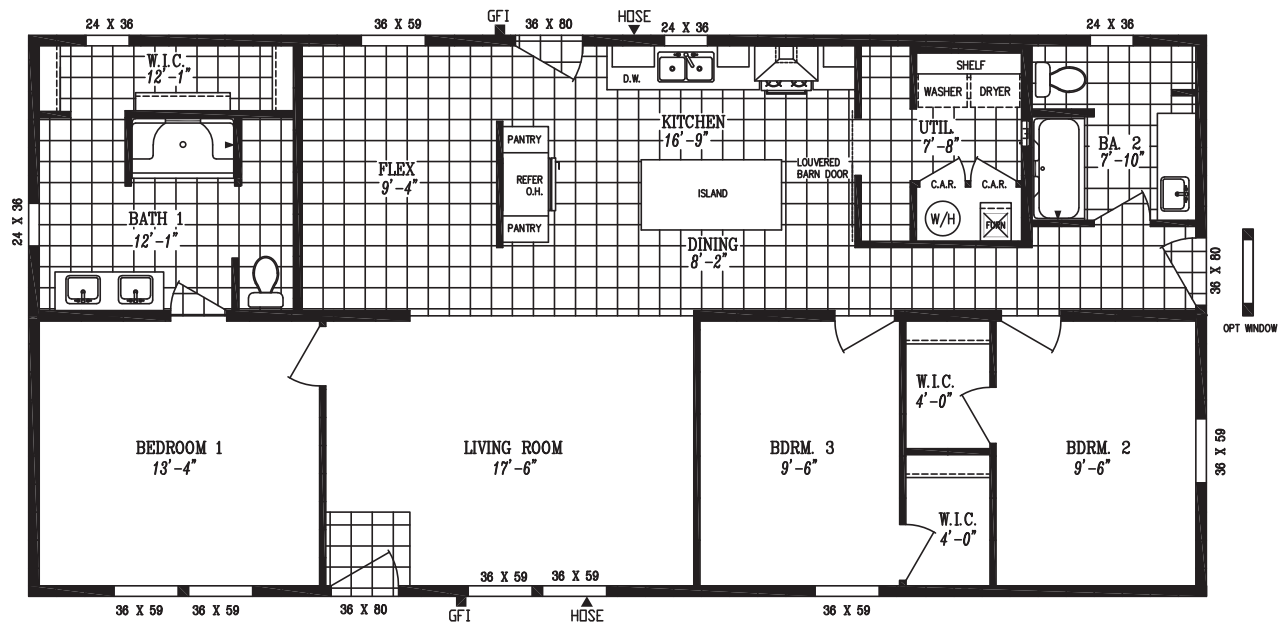 24 X 36
36 X 59
GFI
36 X 80
HOSE
24 X 36
24 X 36
W.I.C.
12'-1"
D.W.
SHELF
WASHER
DRYER
KITCHEN
16'-9"
UTIL.
7'-8"
BA. 2
7'-10"
PANTRY
FLEX
9'-4"
REFER
O.H.
ISLAND
LOUVERED
BARN DOOR
C.A.R.
C.A.R.
24 X 36
BATH 1
12'-1"
PANTRY
W/H
FURN
DINING
8'-2"
36 X 80
OPT WINDOW
W.I.C.
4'-0"
BEDROOM 1
13'-4"
LIVING ROOM
17'-6"
BDRM. 3
9'-6"
BDRM. 2
9'-6"
36 X 59
W.I.C.
4'-0"
36 X 59
36 X 59
36 X 80
36 X 59
36 X 59
GFI
HOSE
36 X 59